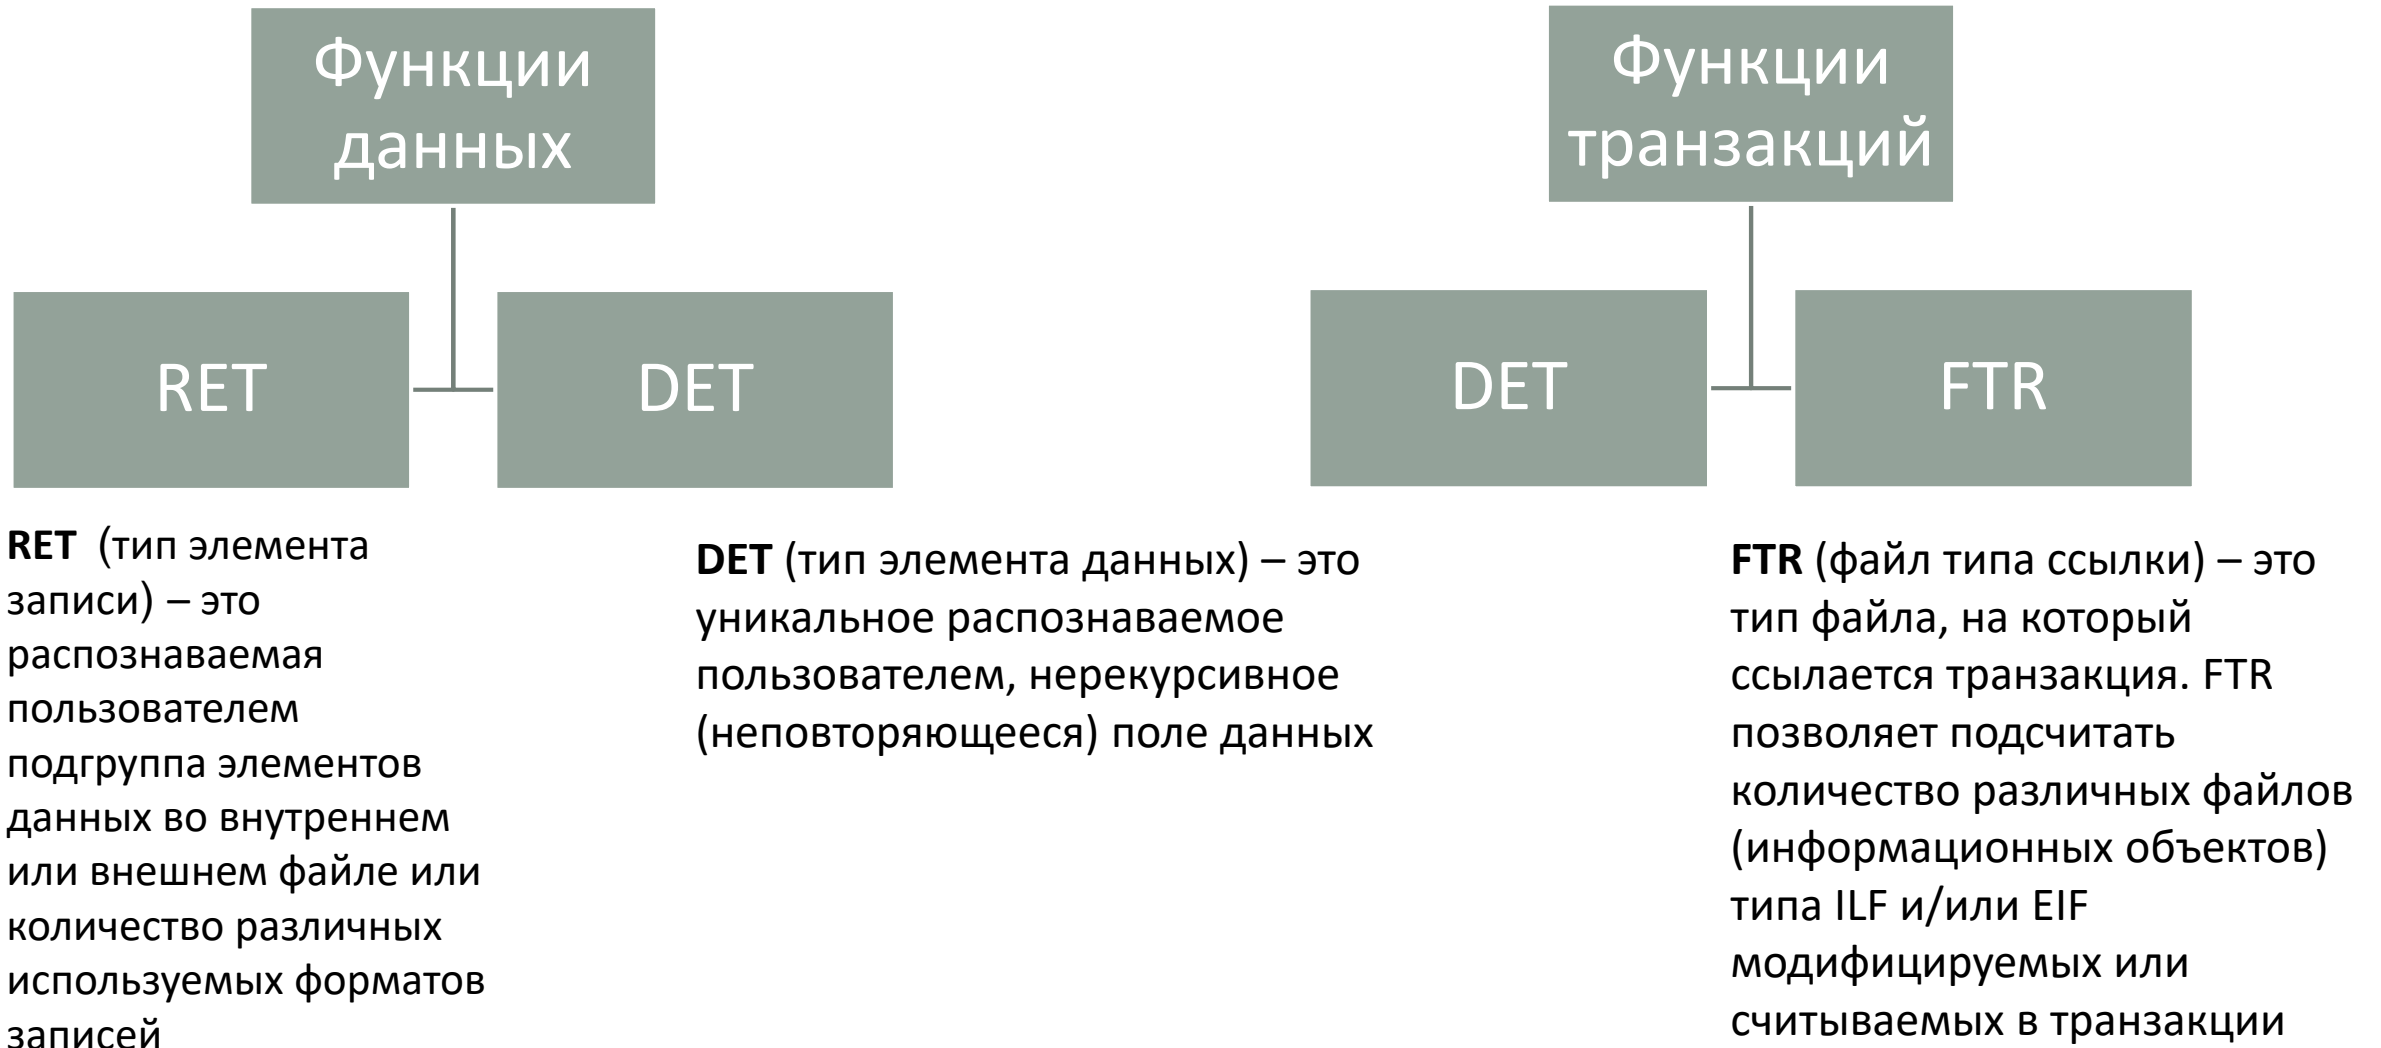 Функции
данных
Функции
транзакций
RET
DET
DET
FTR
RET (тип элемента
записи) – это
распознаваемая
пользователем
подгруппа элементов
данных во внутреннем
или внешнем файле или
количество различных
используемых форматов
записей
DET (тип элемента данных) – это
уникальное распознаваемое
пользователем, нерекурсивное
(неповторяющееся) поле данных
FTR (файл типа ссылки) – это
тип файла, на который
ссылается транзакция. FTR
позволяет подсчитать
количество различных файлов
(информационных объектов)
типа ILF и/или EIF
модифицируемых или
считываемых в транзакции